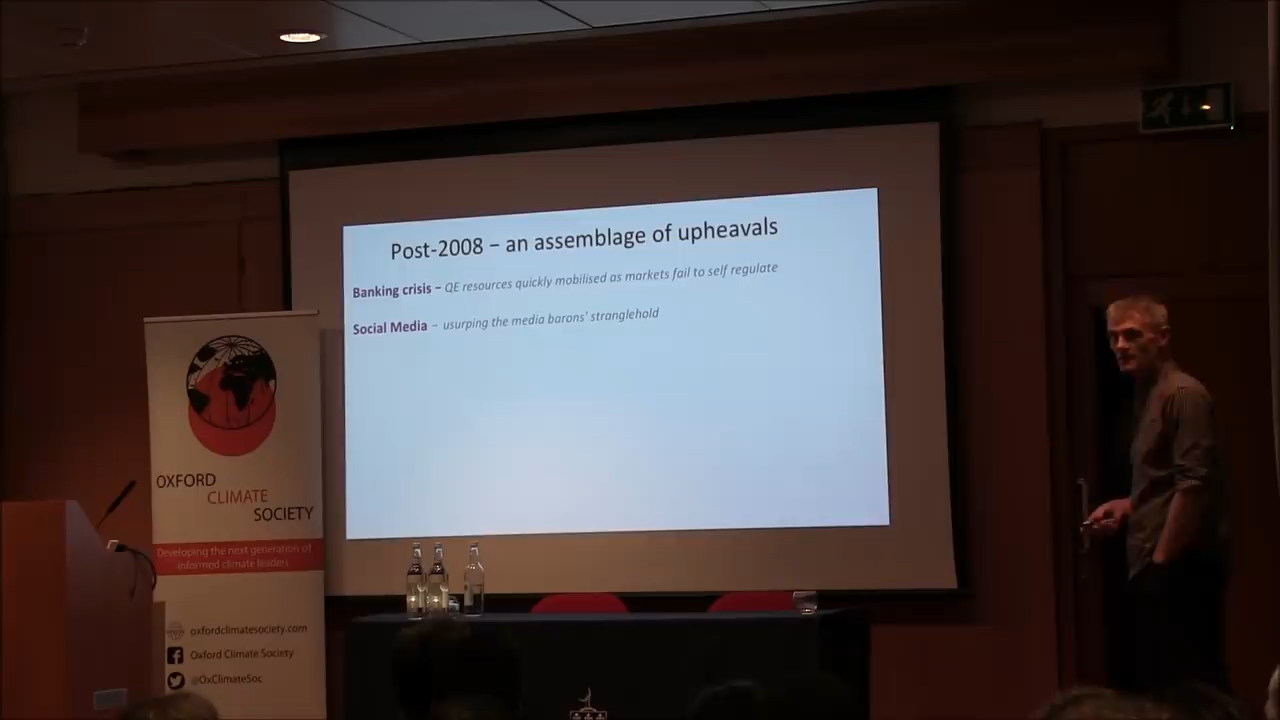 Post-2008 – an assemblage of upheavals
Banking crisis – QE resources quickly mobilised as markets fail to self regulate
Social Media – usurping the media barons' stranglehold
OXFORD
CLIMATE
SOCIETY
Developing the next generation of
informed climate leaders
oxfordclimatesociety.com
Oxford Climate Society
@OxClimateSoc